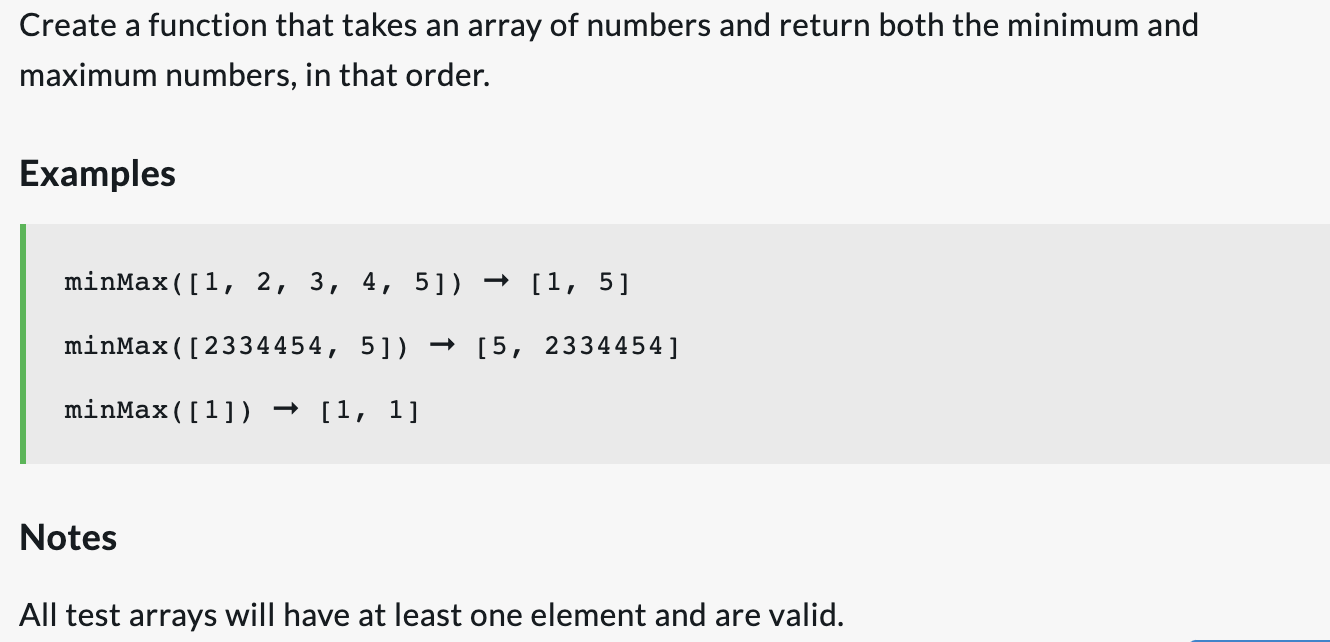 Create a function that takes an array of numbers and return both the minimum and
maximum numbers, in that order.
Examples
minMax([1, 2, 3, 4, 5]) → [1, 5]
minMax([2334454, 5]) → [5, 2334454]
minMax([1]) → [1, 1]
Notes
All test arrays will have at least one element and are valid.